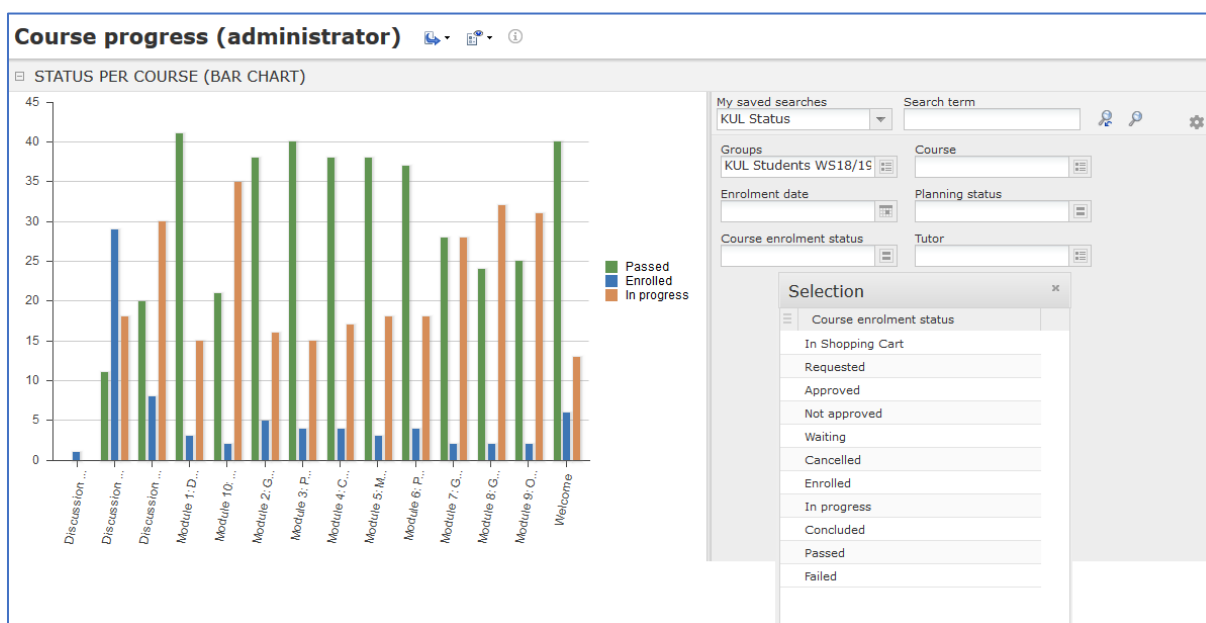 Course progress (administrator)
STATUS PER COURSE (BAR CHART)
45
40
35
30
25
20
15
10
5
0
Discussion ...
Discussion ...
Discussion ...
Module 1: D...
Module 10: ...
Module 2: G...
Module 3: P...
Module 4: C...
Module 5: M...
Module 6: P...
Module 7: G...
Module 8: G...
Module 9: O...
Welcome
Passed
Enrolled
In progress
My saved searches Search term
KUL Status
Groups Course
KUL Students WS18/19
Enrolment date Planning status
Course enrolment status Tutor
Selection
Course enrolment status
In Shopping Cart
Requested
Approved
Not approved
Waiting
Cancelled
Enrolled
In progress
Concluded
Passed
Failed